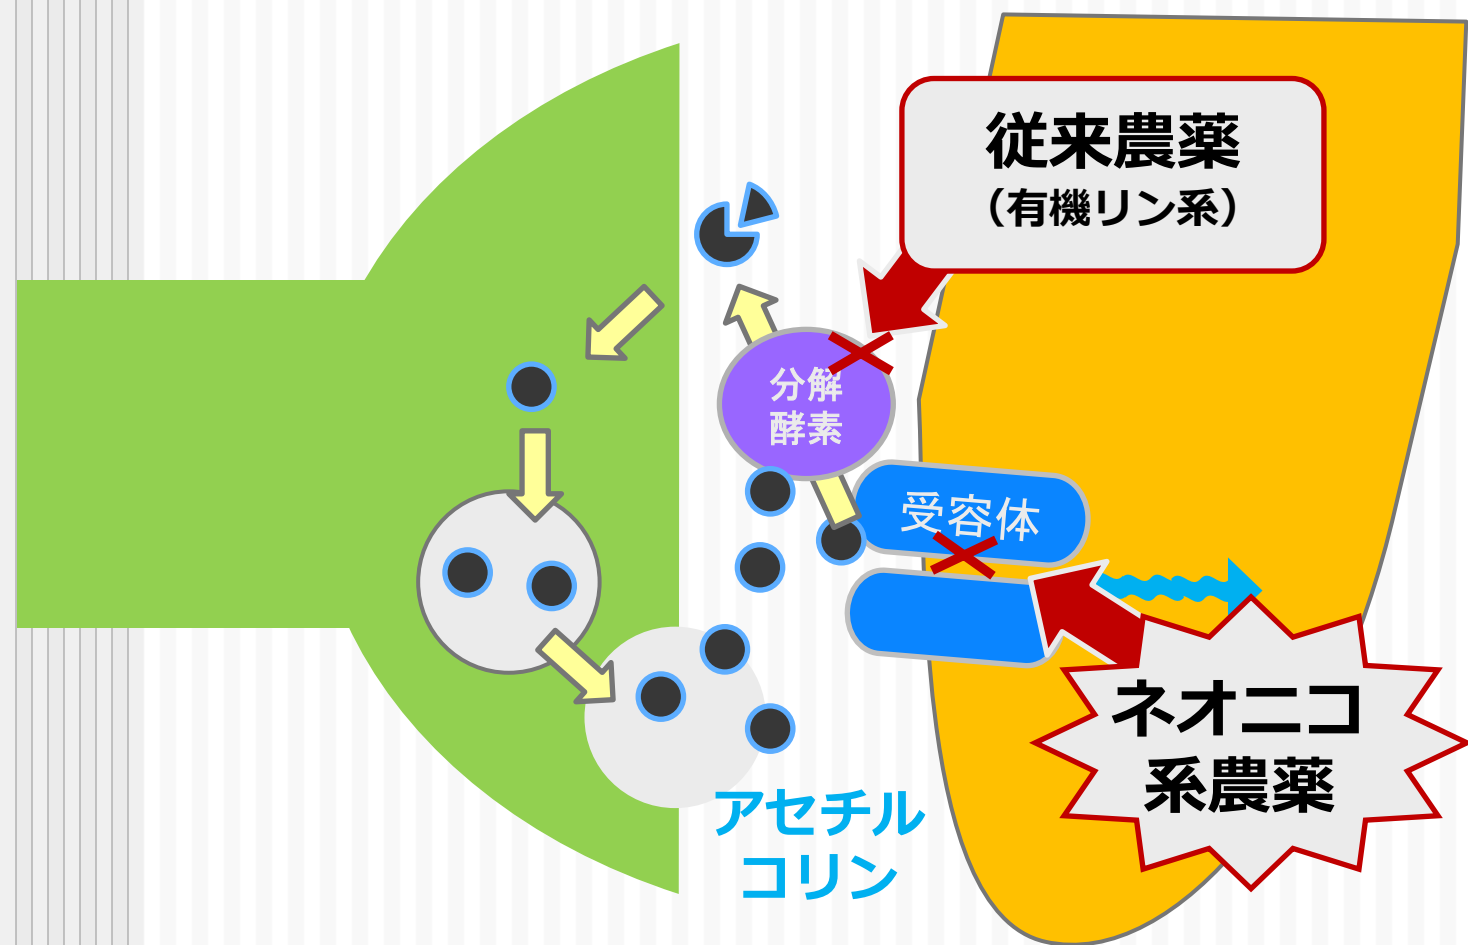 従来農薬
（有機リン系）
分解
酵素
受容体
ネオニコ
系農薬
アセチル
コリン